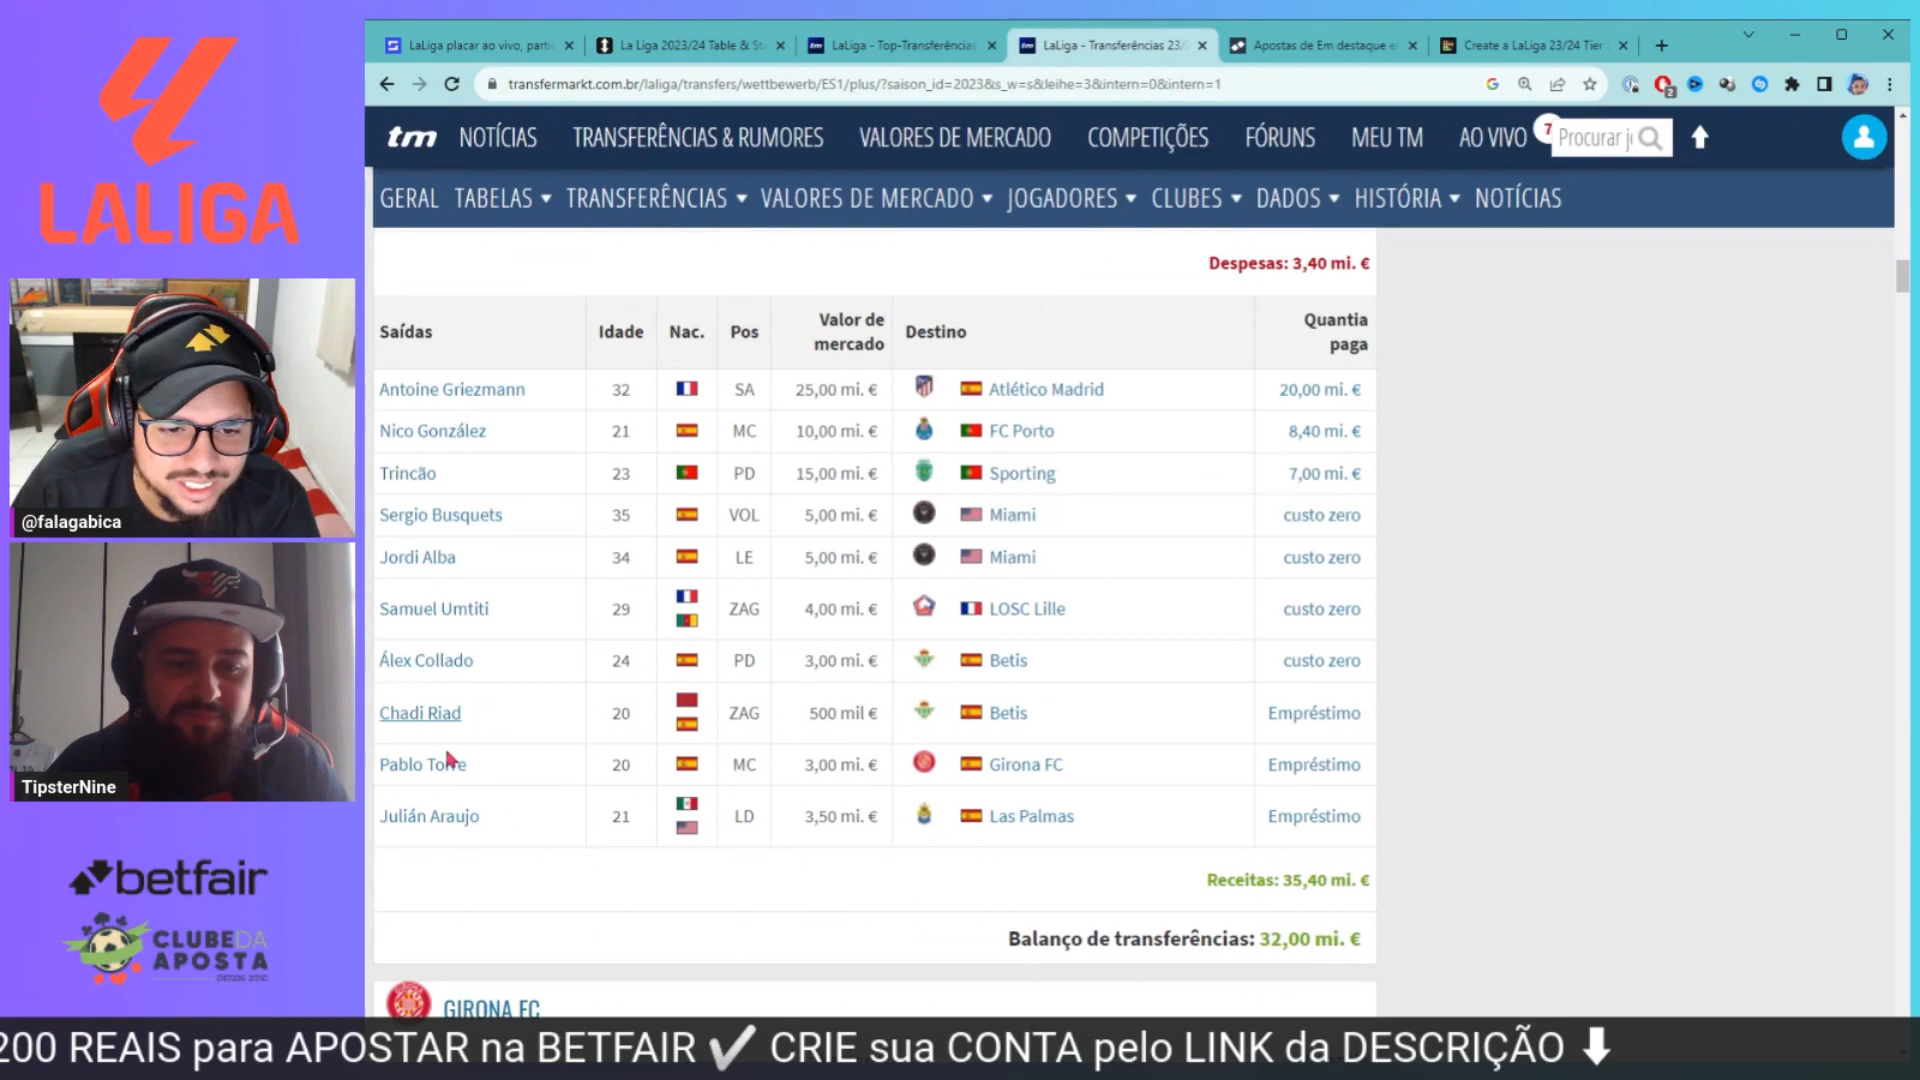 LALIGA
@falagabica
TipsterNine
betfair
CLUBE DA
APOSTA
DESDE 2010
LaLiga placar ao vivo, parti
La Liga 2023/24 Table & St
LaLiga - Top-Transferências
LaLiga - Transferências 23/
Apostas de Em destaque e
Create a LaLiga 23/24 Tier
transfermarkt.com.br/laliga/transfers/wettbewerb/ES1/plus/?saison_id=2023&s_w=s&leihe=3&intern=0&intern=1
tm NOTÍCIAS TRANSFERÊNCIAS & RUMORES VALORES DE MERCADO COMPETIÇÕES FÓRUNS MEU TM AO VIVO 7 Procurar j
GERAL TABELAS TRANSFERÊNCIAS VALORES DE MERCADO JOGADORES CLUBES DADOS HISTÓRIA NOTÍCIAS
Despesas: 3,40 mi. €
Saídas Idade Nac. Pos Valor de mercado Destino Quantia paga
Antoine Griezmann 32 SA 25,00 mi. € Atlético Madrid 20,00 mi. €
Nico González 21 MC 10,00 mi. € FC Porto 8,40 mi. €
Trincão 23 PD 15,00 mi. € Sporting 7,00 mi. €
Sergio Busquets 35 VOL 5,00 mi. € Miami custo zero
Jordi Alba 34 LE 5,00 mi. € Miami custo zero
Samuel Umtiti 29 ZAG 4,00 mi. € LOSC Lille custo zero
Álex Collado 24 PD 3,00 mi. € Betis custo zero
Chadi Riad 20 ZAG 500 mil € Betis Empréstimo
Pablo Torre 20 MC 3,00 mi. € Girona FC Empréstimo
Julián Araujo 21 LD 3,50 mi. € Las Palmas Empréstimo
Receitas: 35,40 mi. €
Balanço de transferências: 32,00 mi. €
GIRONA FC
200 REAIS para APOSTAR na BETFAIR ✔ CRIE sua CONTA pelo LINK da DESCRIÇÃO ⬇